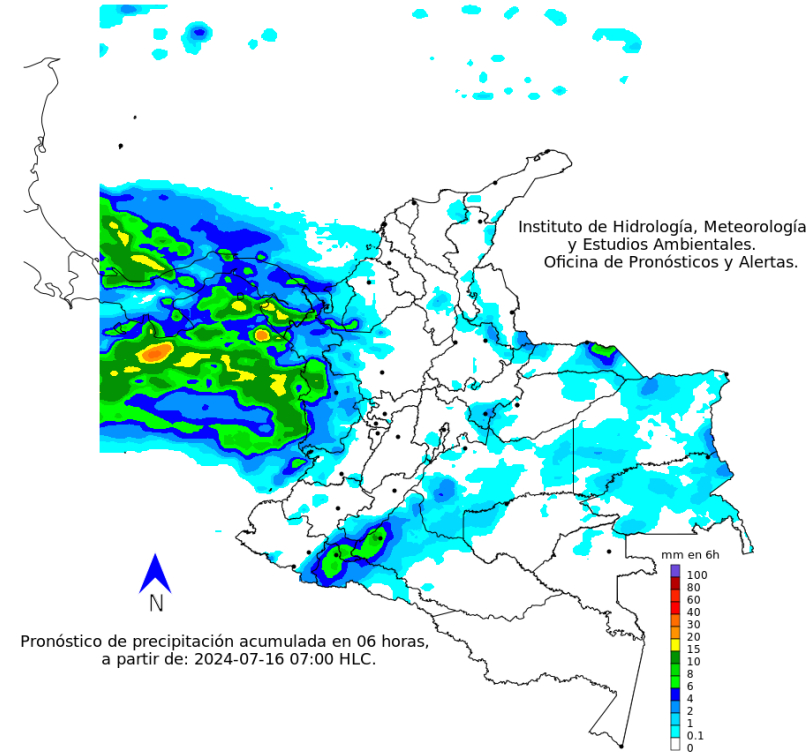 Instituto de Hidrología, Meteorología
y Estudios Ambientales.
Oficina de Pronósticos y Alertas.
N
mm en 6h
100
80
60
40
30
20
15
10
8
6
4
2
1
0.1
0
Pronóstico de precipitación acumulada en 06 horas,
a partir de: 2024-07-16 07:00 HLC.